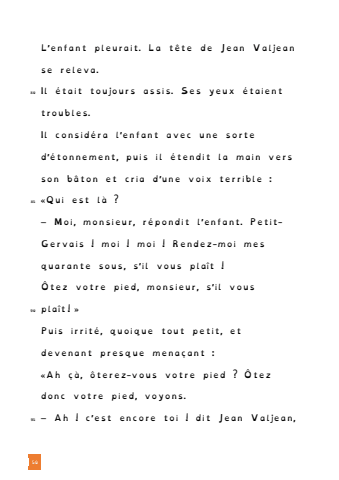 L'enfant pleurait. La tête de Jean Valjean
se releva.
Il était toujours assis. Ses yeux étaient
troubles.
Il considéra l'enfant avec une sorte
d'étonnement, puis il étendit la main vers
son bâton et cria d'une voix terrible :
«Qui est là ?
– Moi, monsieur, répondit l'enfant. Petit-
Gervais ! moi ! moi ! Rendez-moi mes
quarante sous, s'il vous plaît !
Ôtez votre pied, monsieur, s'il vous
plaît! »
Puis irrité, quoique tout petit, et
devenant presque menaçant :
«Ah çà, ôterez-vous votre pied ? Ôtez
donc votre pied, voyons.
– Ah ! c'est encore toi ! dit Jean Valjean,